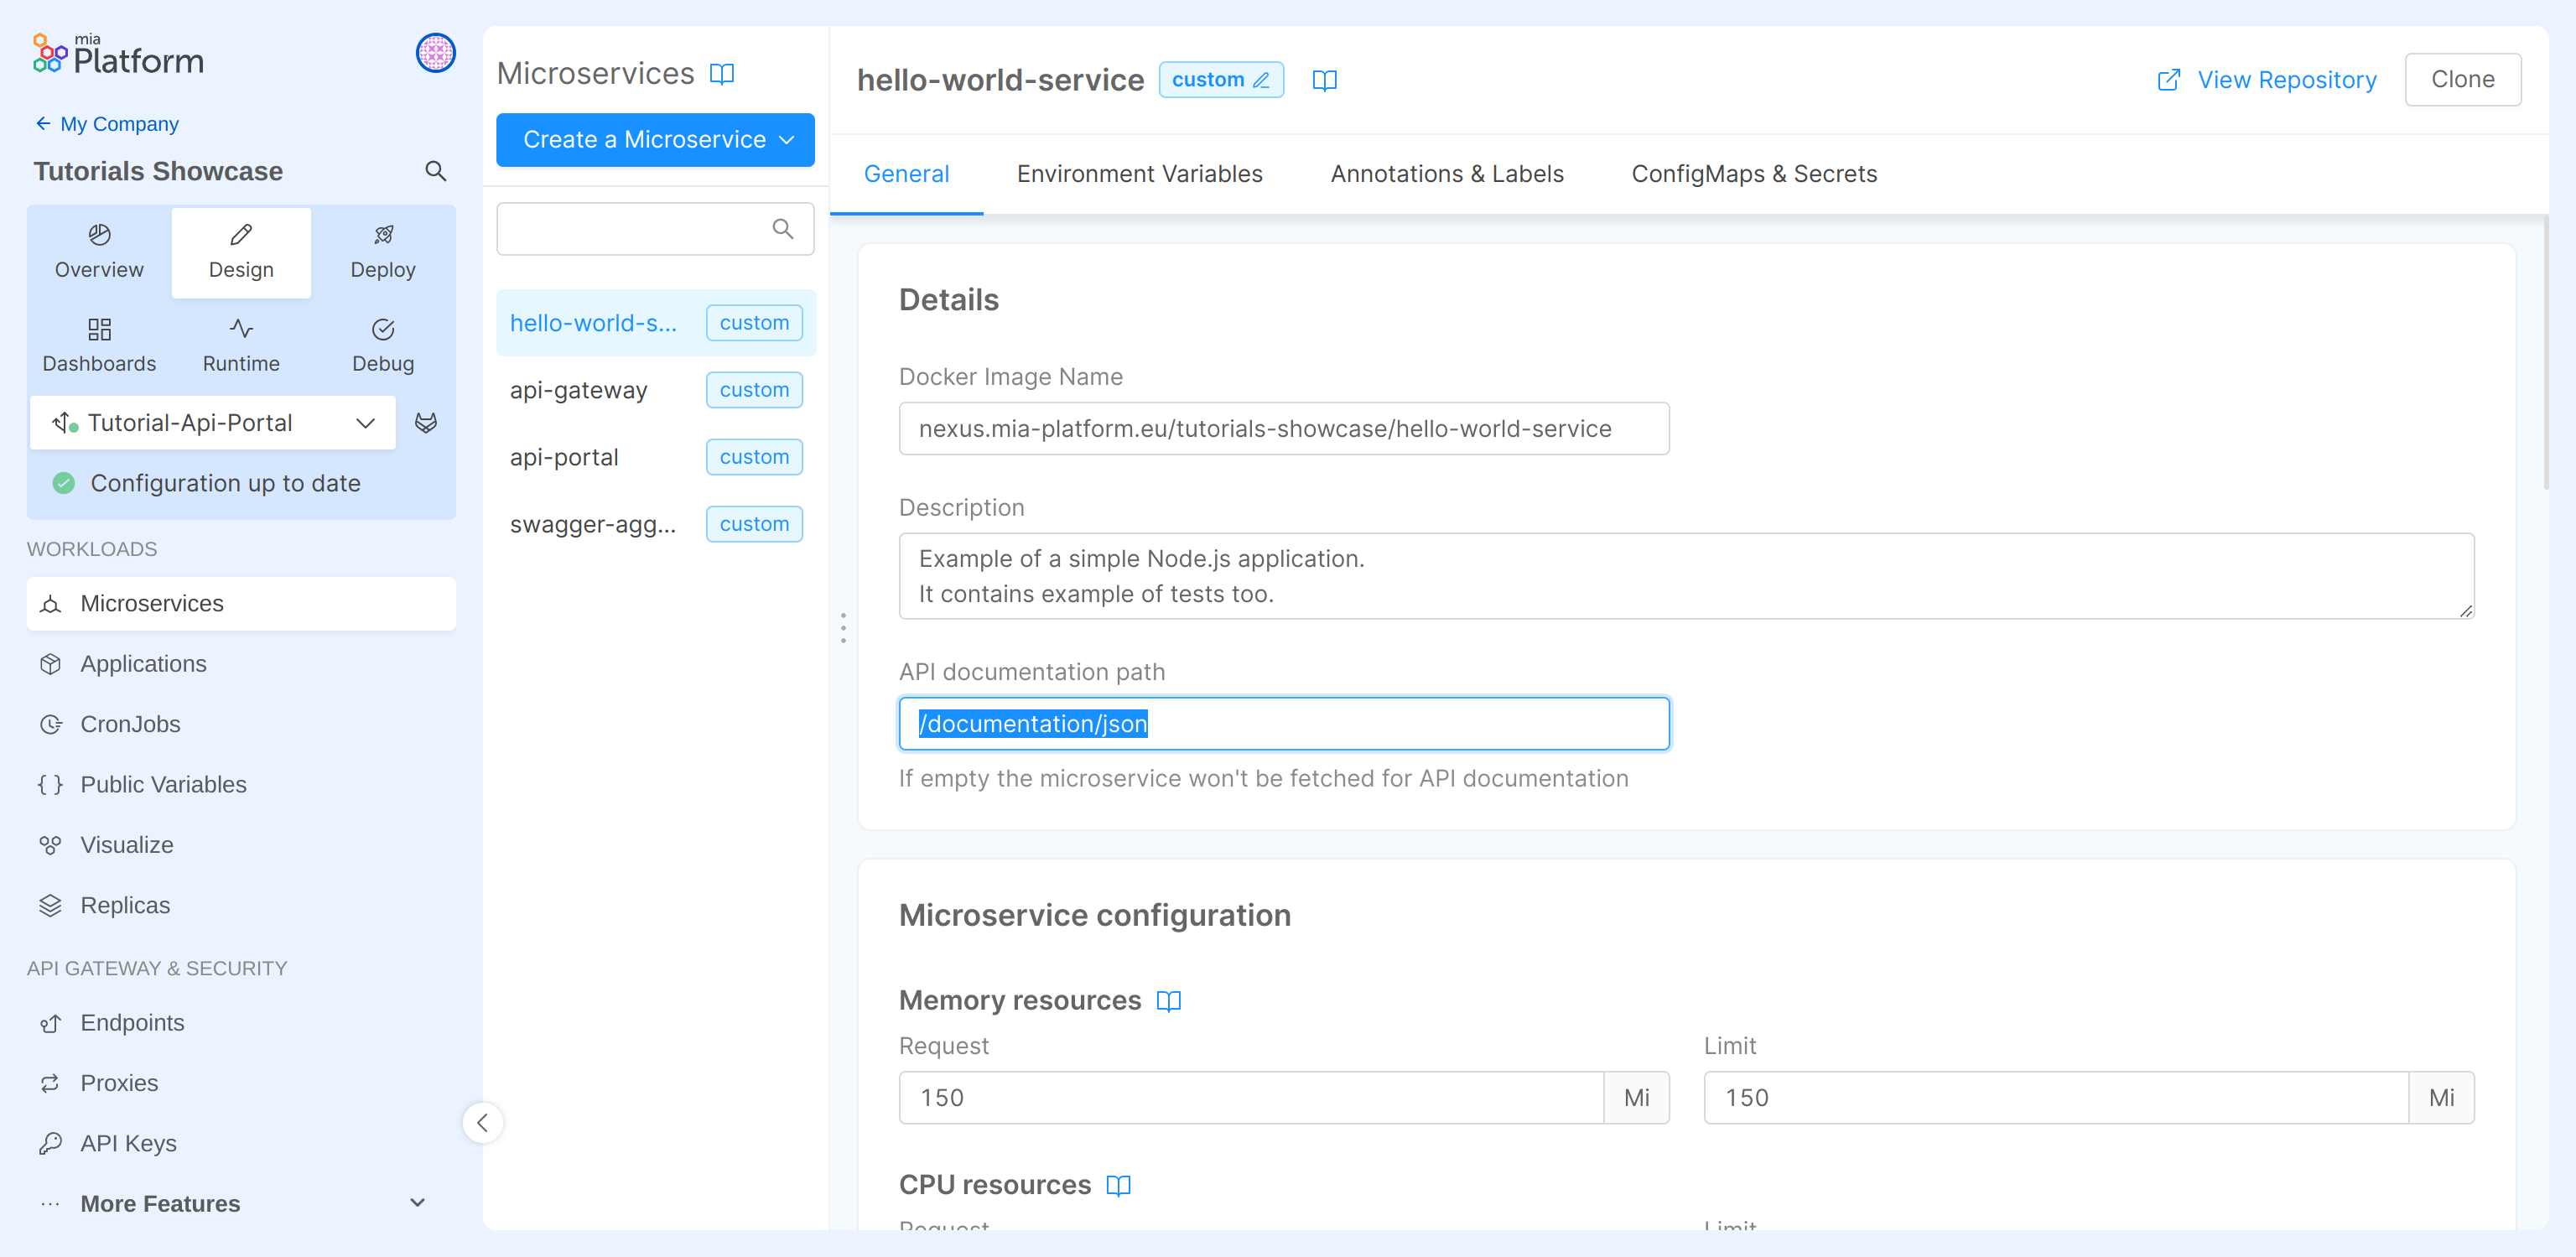 mia
Platform
My Company
Tutorials Showcase
Overview
Design
Deploy
Dashboards
Runtime
Debug
Tutorial-Api-Portal
Configuration up to date
WORKLOADS
Microservices
Applications
CronJobs
Public Variables
Visualize
Replicas
API GATEWAY & SECURITY
Endpoints
Proxies
API Keys
More Features
Microservices
Create a Microservice
hello-world-s... custom
api-gateway custom
api-portal custom
swagger-agg... custom
hello-world-service custom
View Repository
Clone
General
Environment Variables
Annotations & Labels
ConfigMaps & Secrets
Details
Docker Image Name
nexus.mia-platform.eu/tutorials-showcase/hello-world-service
Description
Example of a simple Node.js application.
It contains example of tests too.
API documentation path
/documentation/json
If empty the microservice won't be fetched for API documentation
Microservice configuration
Memory resources
Request
Limit
150 Mi
150 Mi
CPU resources
Request
Limit